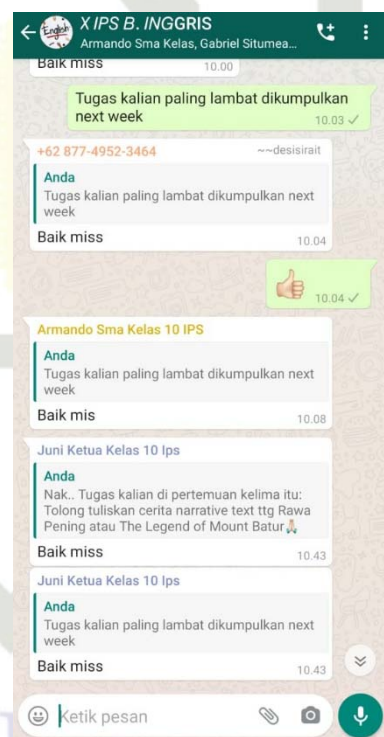 English
X IPS B. INGGRIS
Armando Sma Kelas, Gabriel Situmea...
Baik miss
10.00
Tugas kalian paling lambat dikumpulkan
next week
10.03
+62 877-4952-3464 ~~desisirait
Anda
Tugas kalian paling lambat dikumpulkan next
week
Baik miss
10.04
👍 10.04
Armando Sma Kelas 10 IPS
Anda
Tugas kalian paling lambat dikumpulkan next
week
Baik mis
10.08
Juni Ketua Kelas 10 Ips
Anda
Nak.. Tugas kalian di pertemuan kelima itu:
Tolong tuliskan cerita narrative text ttg Rawa
Pening atau The Legend of Mount Batur🙏
Baik miss
10.43
Juni Ketua Kelas 10 Ips
Anda
Tugas kalian paling lambat dikumpulkan next
week
Baik miss
10.43
Ketik pesan